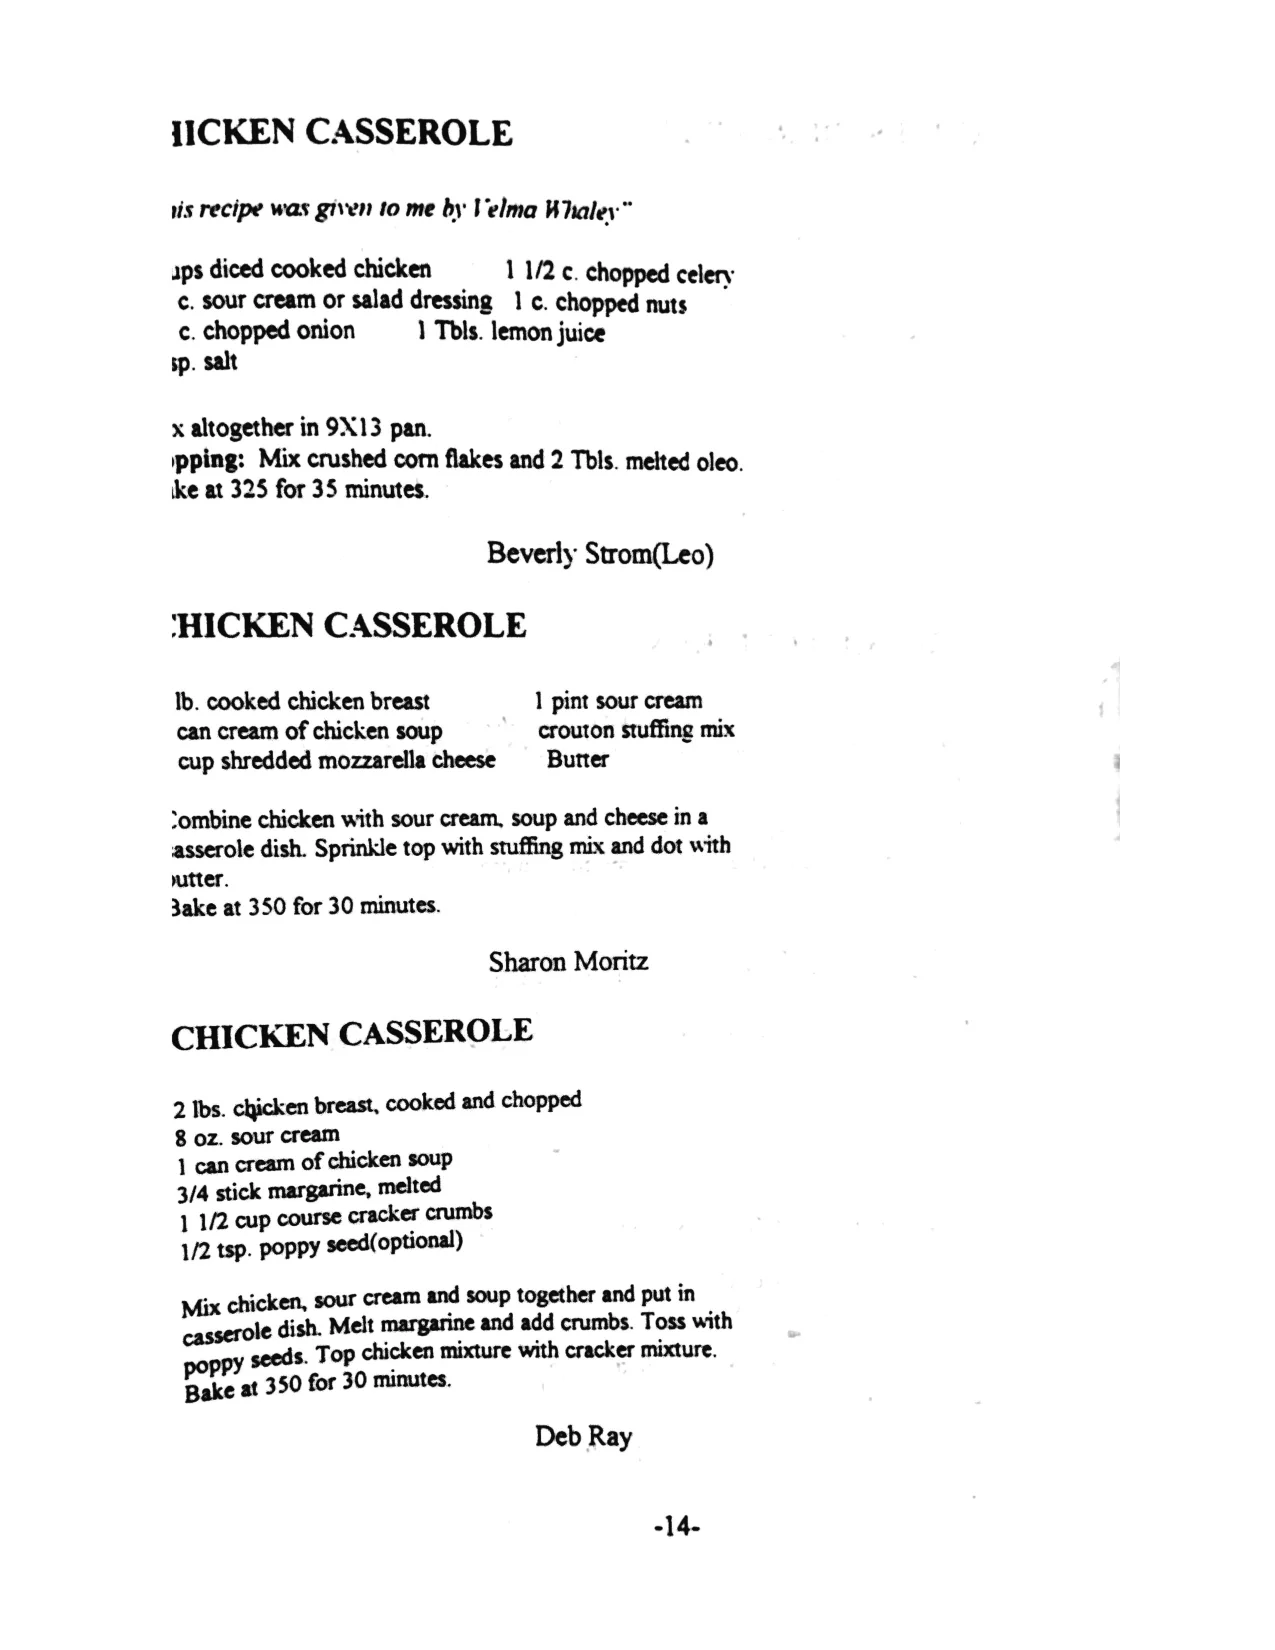 HICKEN CASSEROLE
his recipe was given to me by Velma Whaley"
ups diced cooked chicken 1 1/2 c. chopped celery
c. sour cream or salad dressing 1 c. chopped nuts
c. chopped onion 1 Tbls. lemon juice
sp. salt
x altogether in 9X13 pan.
pping: Mix crushed corn flakes and 2 Tbls. melted oleo.
ke at 325 for 35 minutes.
Beverly Strom(Leo)
CHICKEN CASSEROLE
lb. cooked chicken breast 1 pint sour cream
can cream of chicken soup crouton stuffing mix
cup shredded mozzarella cheese Butter
Combine chicken with sour cream, soup and cheese in a
casserole dish. Sprinkle top with stuffing mix and dot with
butter.
Bake at 350 for 30 minutes.
Sharon Moritz
CHICKEN CASSEROLE
2 lbs. chicken breast, cooked and chopped
8 oz. sour cream
1 can cream of chicken soup
3/4 stick margarine, melted
1 1/2 cup course cracker crumbs
1/2 tsp. poppy seed(optional)
Mix chicken, sour cream and soup together and put in
casserole dish. Melt margarine and add crumbs. Toss with
poppy seeds. Top chicken mixture with cracker mixture.
Bake at 350 for 30 minutes.
Deb Ray
-14-